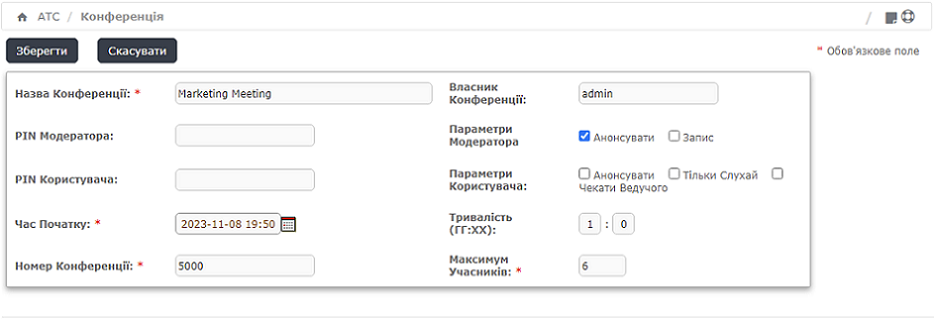 АТС / Конференція /
Зберегти Скасувати * Обов'язкове поле
Назва Конференції: * Marketing Meeting Власник Конференції: admin
PIN Модератора: Параметри Модератора Анонсувати Запис
PIN Користувача: Параметри Користувача: Анонсувати Тільки Слухай Чекати Ведучого
Час Початку: * 2023-11-08 19:50 Тривалість (ГГ:ХХ): 1 : 0
Номер Конференції: * 5000 Максимум Учасників: * 6